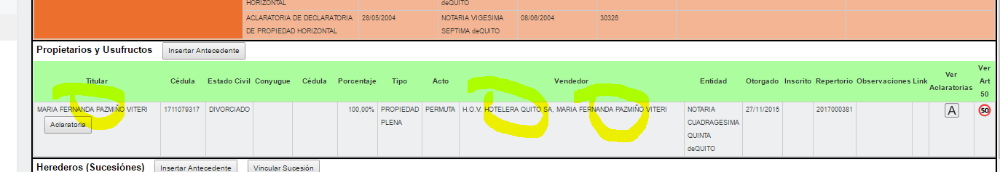 HORIZONTAL deQUITO
ACLARATORIA DE DECLARATORIA 28/05/2004 NOTARIA VIGESIMA 08/06/2004 30326
DE PROPIEDAD HORIZONTAL SEPTIMA deQUITO
Propietarios y Usufructos Insertar Antecedente
Ver
Titular Cédula Estado Civil Conyugue Cédula Porcentaje Tipo Acto Vendedor Entidad Otorgado Inscrito Repertorio Observaciones Link Ver Aclaratorias Art
50
MARIA FERNANDA PAZMIÑO VITERI 1711079317 DIVORCIADO 100,00% PROPIEDAD PERMUTA H.O.V. HOTELERA QUITO SA, MARIA FERNANDA PAZMIÑO VITERI NOTARIA 27/11/2015 2017000381 A 50
Aclaratoria PLENA CUADRAGESIMA
QUINTA
deQUITO
Herederos (Sucesiónes) Insertar Antecedente Vincular Sucesión